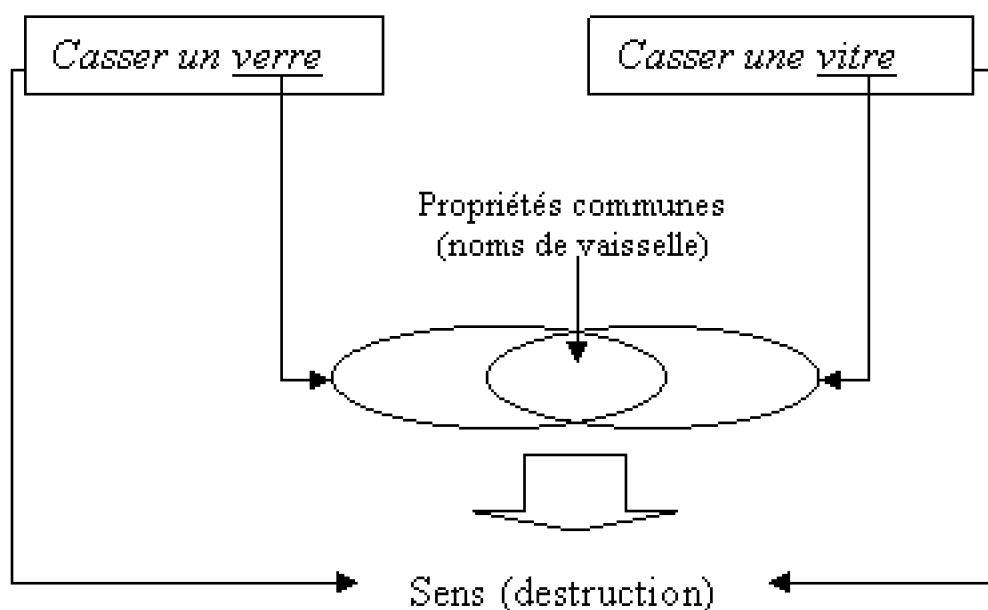 Casser un verre
Casser une vitre
Propriétés communes
(noms de vaisselle)
Sens (destruction)